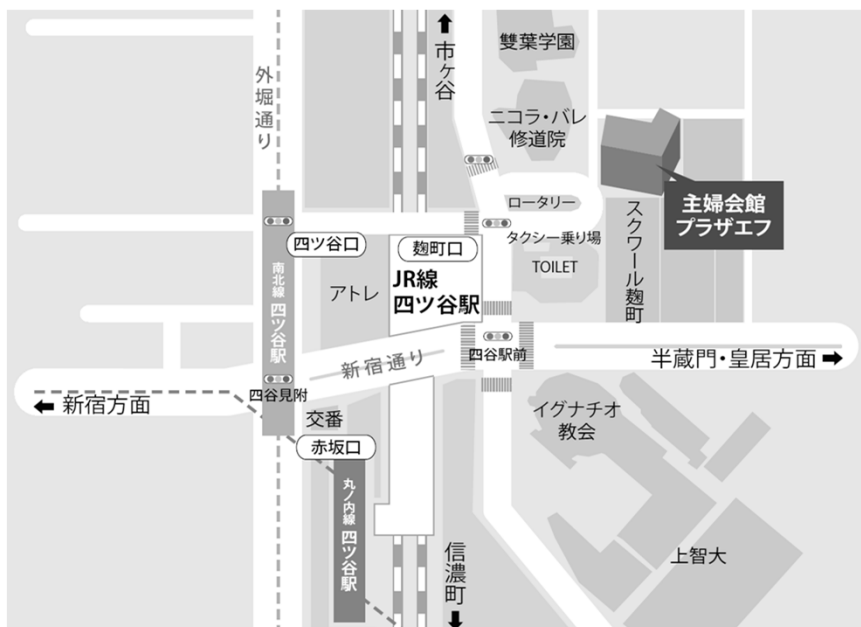 外堀通り
市ヶ谷
雙葉学園
ニコラ・バレ
修道院
主婦会館
プラザエフ
ロータリー
四ツ谷口
麹町口
タクシー乗り場
TOILET
スクワール麹町
南北線 四ツ谷駅
アトレ
JR線
四ツ谷駅
新宿通り
四谷駅前
半蔵門・皇居方面
新宿方面
四谷見附
交番
赤坂口
イグナチオ
教会
丸ノ内線 四ツ谷駅
信濃町
上智大